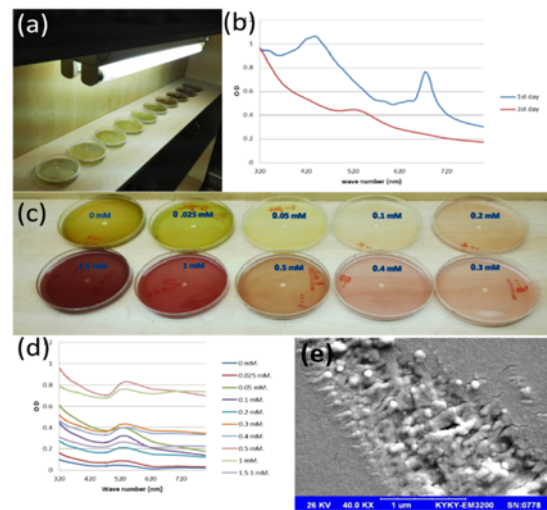 (a)
(b)
1.2
1
0.8
0.6
0.4
0.2
0
OD
320 420 520 620 720
wave number (nm)
1st day
3rd day
(c)
0 mM
0 .025 mM
0.05 mM
0.1 mM
0.2 mM
1 mM
0.5 mM
0.4 mM
0.3 mM
(d)
1.2
1
0.8
0.6
0.4
0.2
0
OD
320 420 520 620 720
Wave number (nm)
0 mM.
0.025 mM.
0.05 mM.
0.1 mM.
0.2 mM.
0.3 mM.
0.4 mM.
0.5 mM.
1 mM.
1.5 1 mM.
(e)
26 KV 40.0 KX 1 um KYKY-EM3200 SN:0778